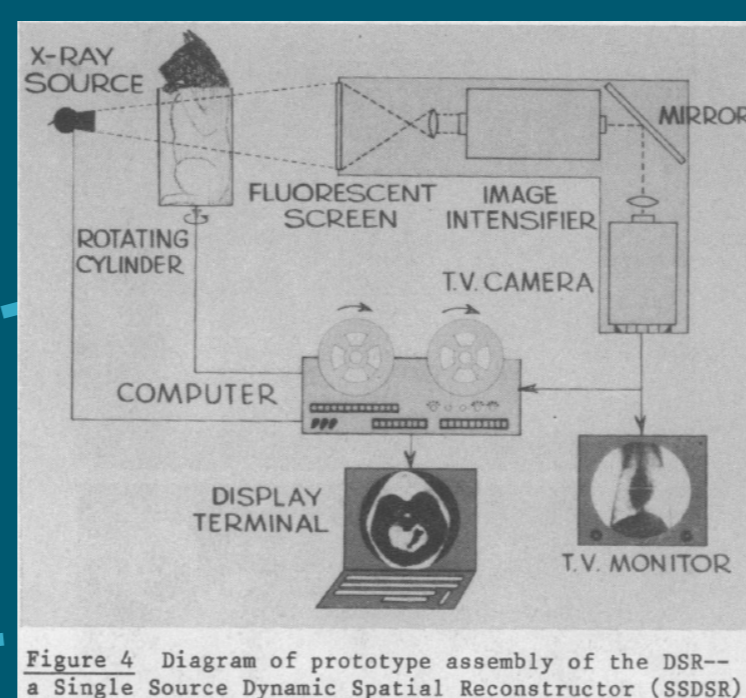 X-RAY
SOURCE
MIRROR
FLUORESCENT
SCREEN
IMAGE
INTENSIFIER
ROTATING
CYLINDER
T.V. CAMERA
COMPUTER
DISPLAY
TERMINAL
T.V. MONITOR
Figure 4 Diagram of prototype assembly of the DSR--
a Single Source Dynamic Spatial Reconstructor (SSDSR)